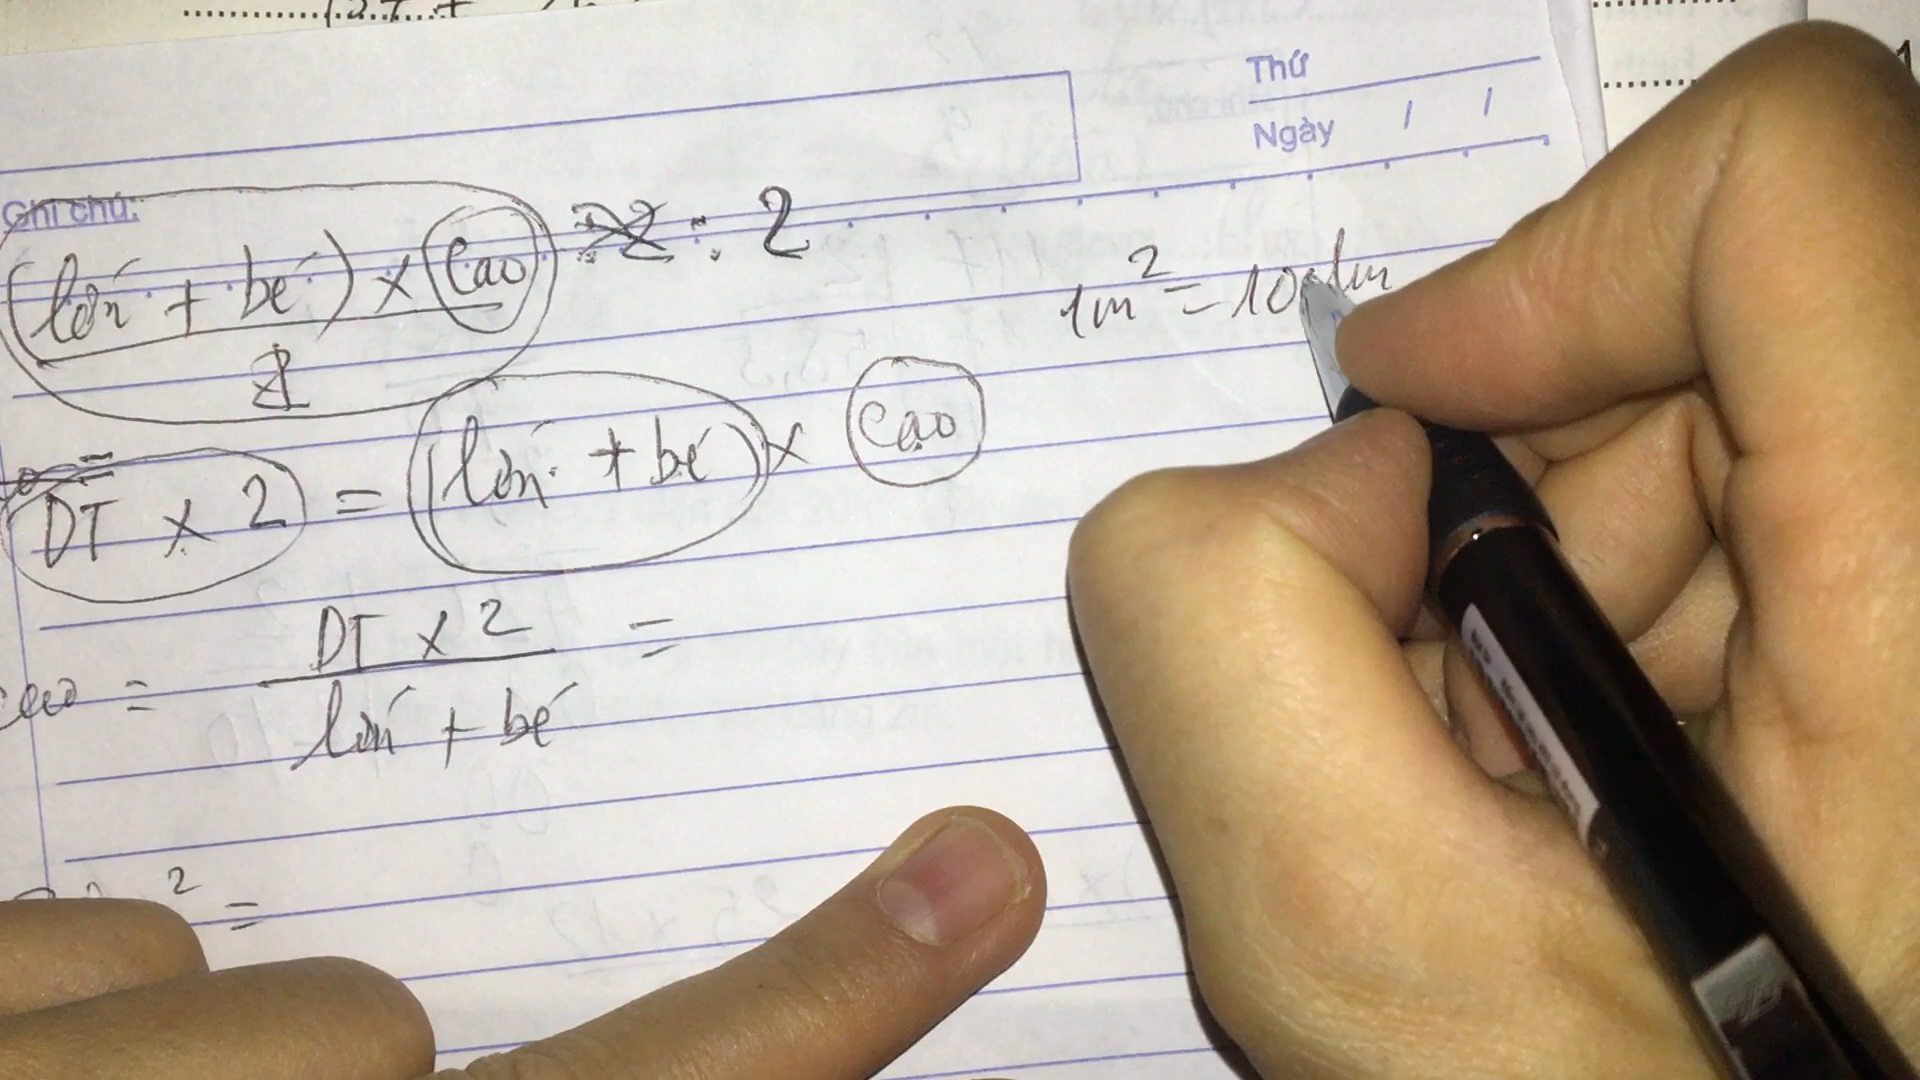 Thứ
Ngày / /
Ghi chú:
(lớn + bé) × cao : 2
2
1m² = 100dm
DT × 2 = (lớn + bé) × cao
DT × 2 =
cao =
lớn + bé
2 =